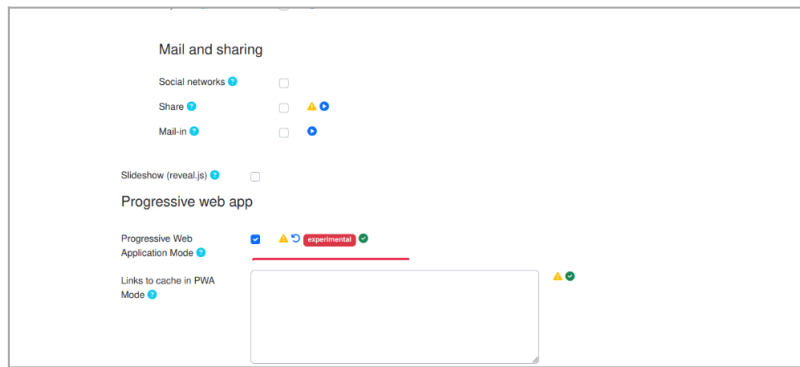 Mail and sharing
Social networks
Share
Mail-in
Slideshow (reveal.js)
Progressive web app
Progressive Web
Application Mode
experimental
Links to cache in PWA
Mode